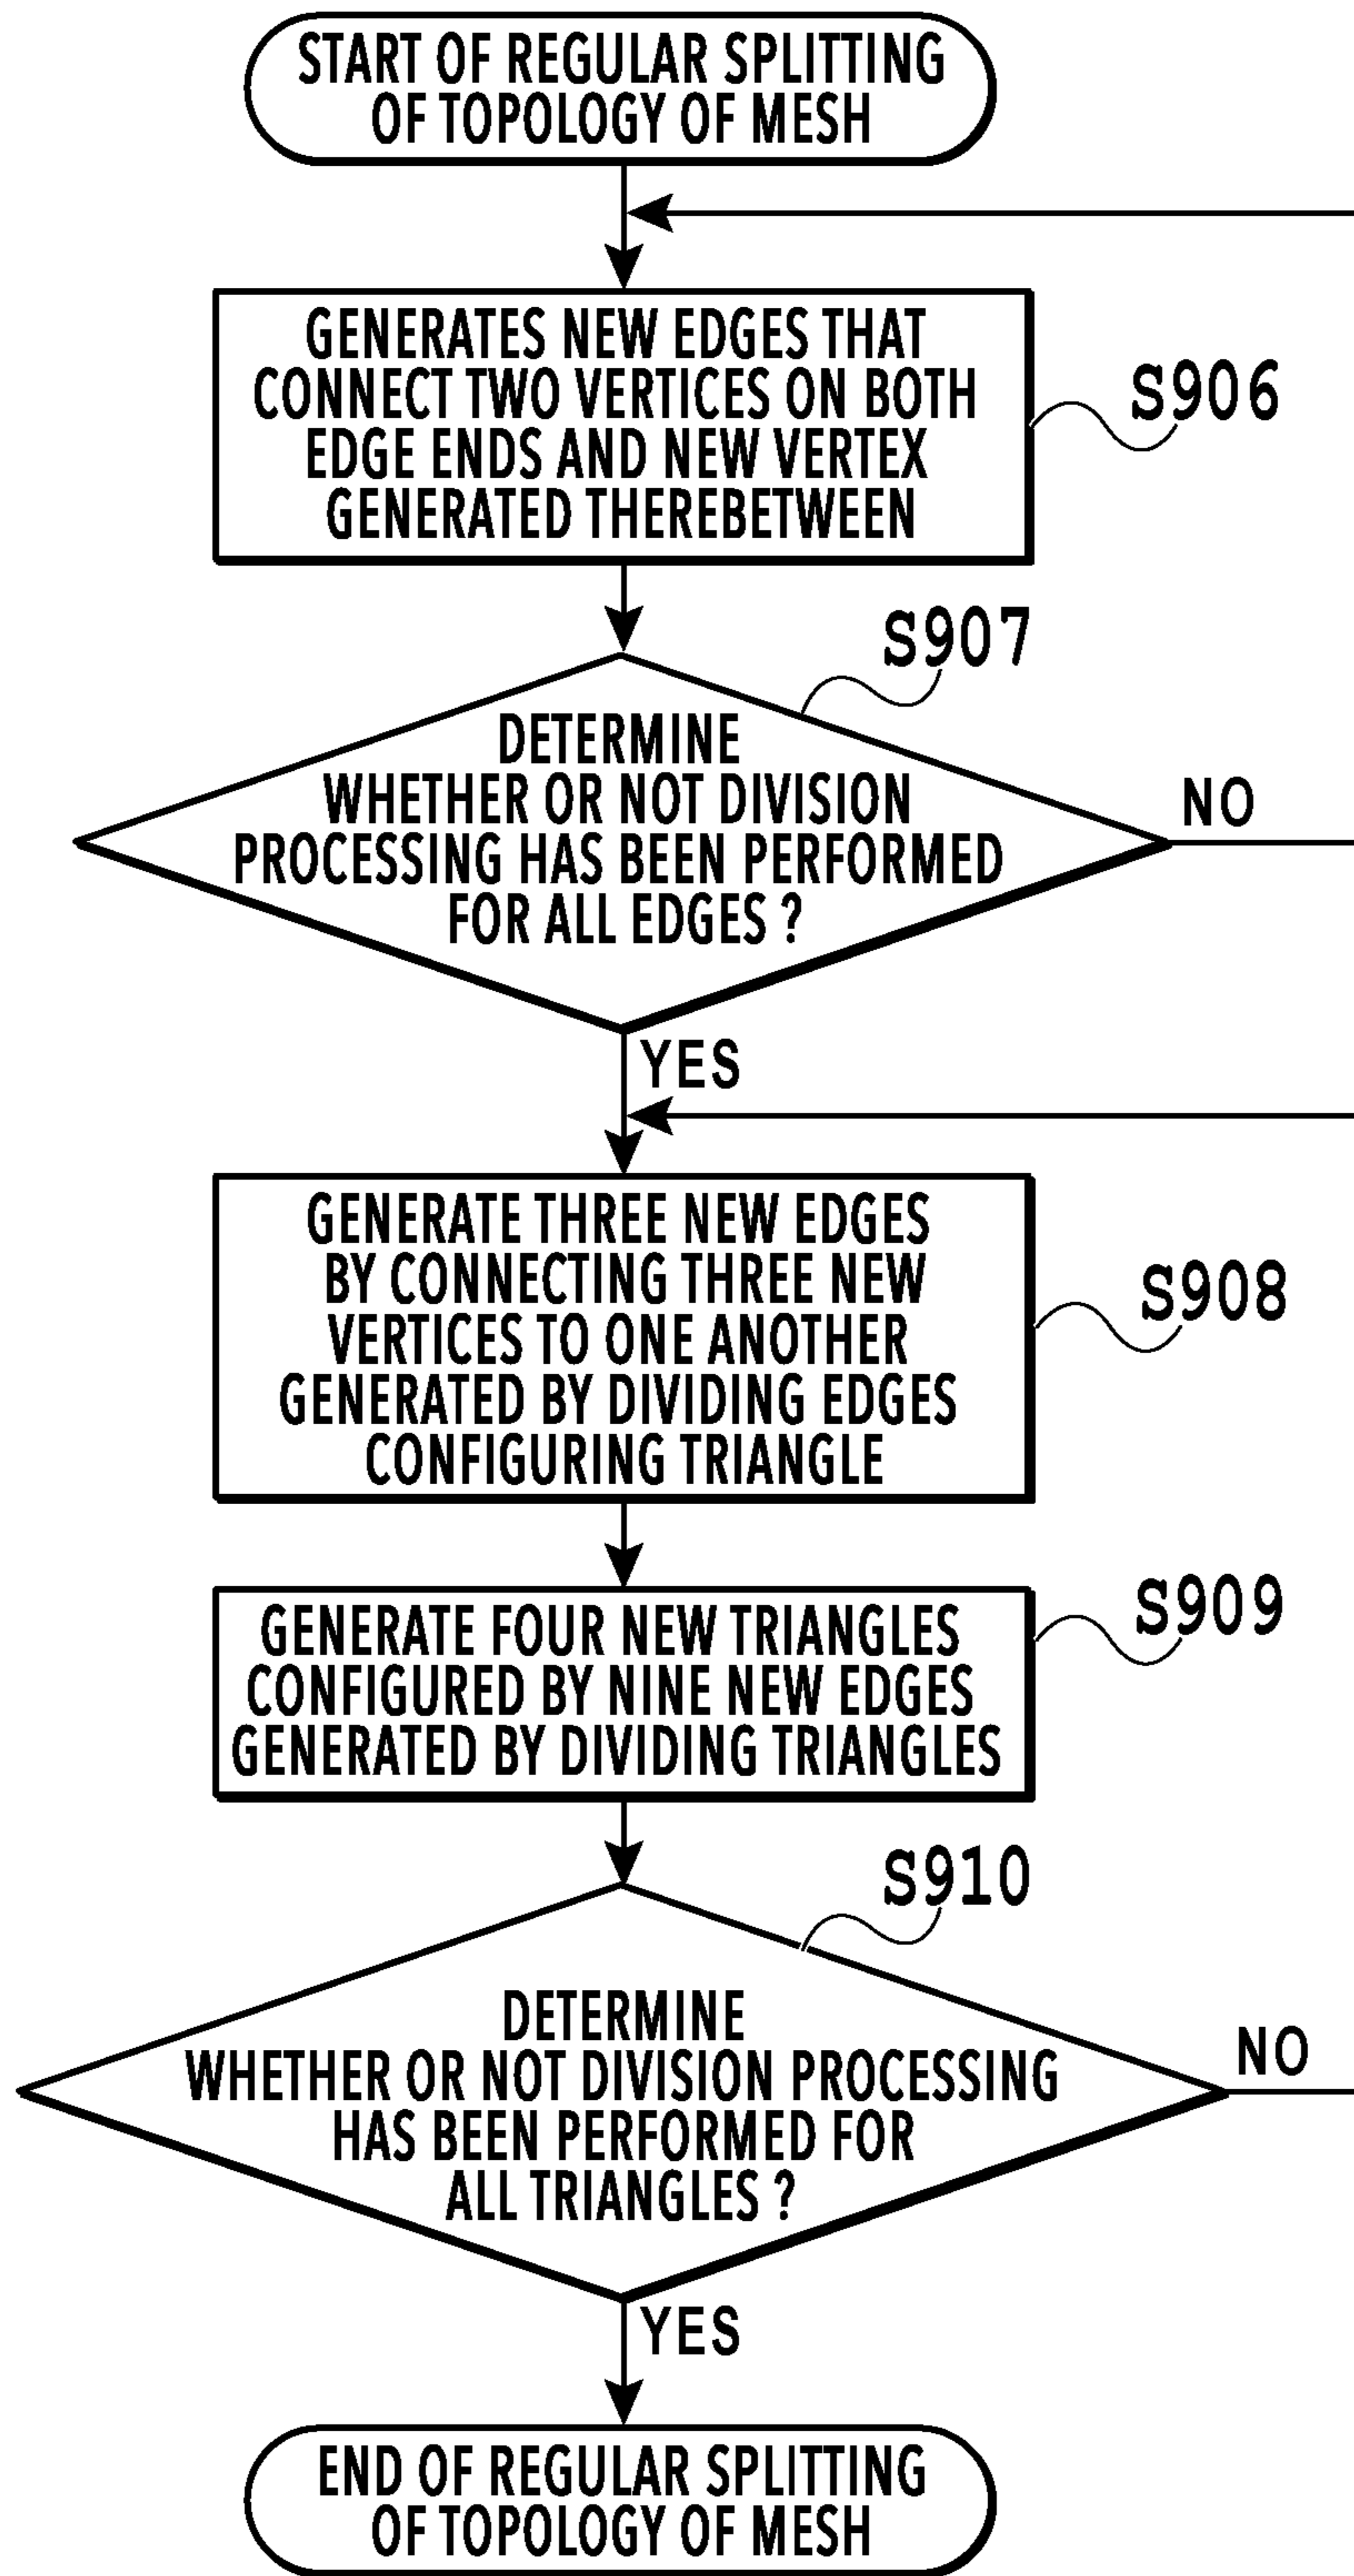 START OF REGULAR SPLITTING
OF TOPOLOGY OF MESH
GENERATES NEW EDGES THAT
CONNECT TWO VERTICES ON BOTH
EDGE ENDS AND NEW VERTEX
GENERATED THEREBETWEEN
S906
S907
DETERMINE
WHETHER OR NOT DIVISION
PROCESSING HAS BEEN PERFORMED
FOR ALL EDGES ?
NO
YES
GENERATE THREE NEW EDGES
BY CONNECTING THREE NEW
VERTICES TO ONE ANOTHER
GENERATED BY DIVIDING EDGES
CONFIGURING TRIANGLE
S908
GENERATE FOUR NEW TRIANGLES
CONFIGURED BY NINE NEW EDGES
GENERATED BY DIVIDING TRIANGLES
S909
S910
DETERMINE
WHETHER OR NOT DIVISION PROCESSING
HAS BEEN PERFORMED FOR
ALL TRIANGLES ?
NO
YES
END OF REGULAR SPLITTING
OF TOPOLOGY OF MESH